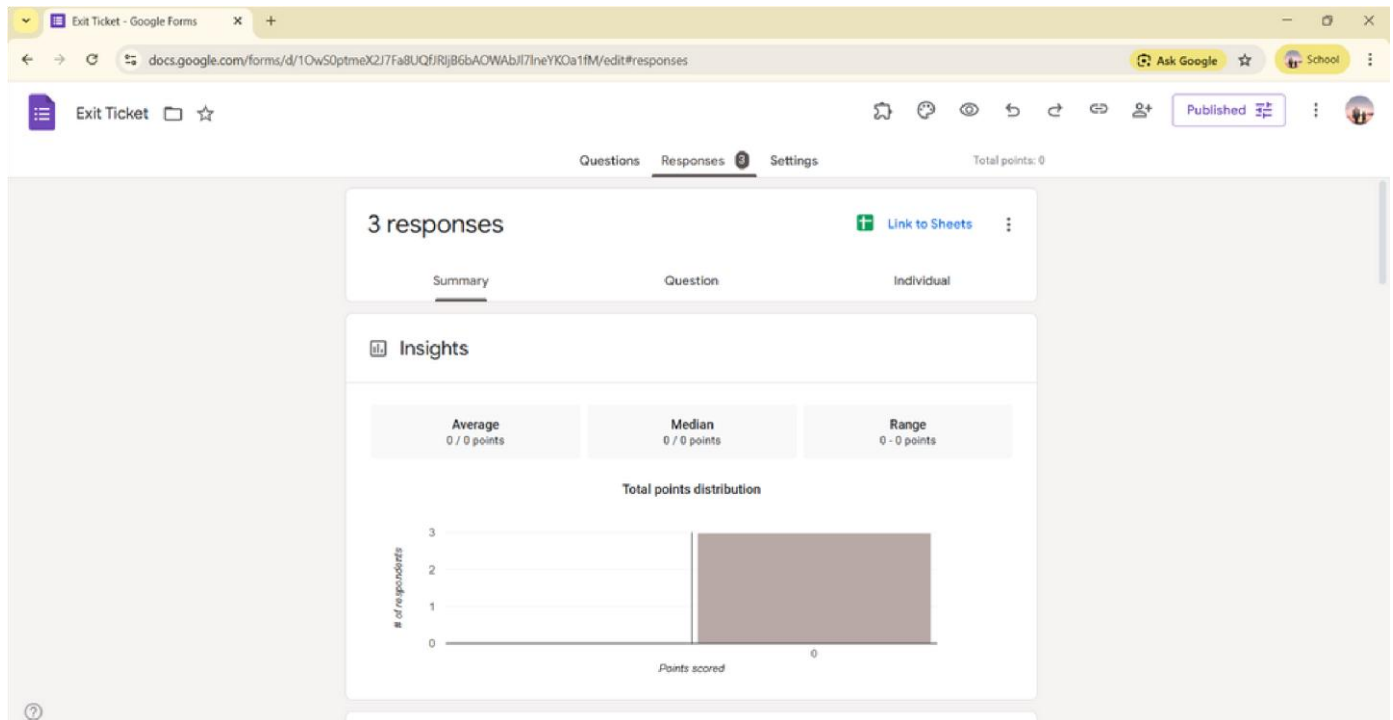 Exit Ticket - Google Forms
docs.google.com/forms/d/1OwS0ptmeX2J7Fa8UQfJRljB6bAOWAbJl7lneYKOa1fM/edit#responses
Ask Google
School
Exit Ticket
Published
Questions Responses 3 Settings
Total points: 0
3 responses
Link to Sheets
Summary Question Individual
Insights
Average Median Range
0 / 0 points 0 / 0 points 0 - 0 points
Total points distribution
3
2
1
0
# of respondents
0
Points scored